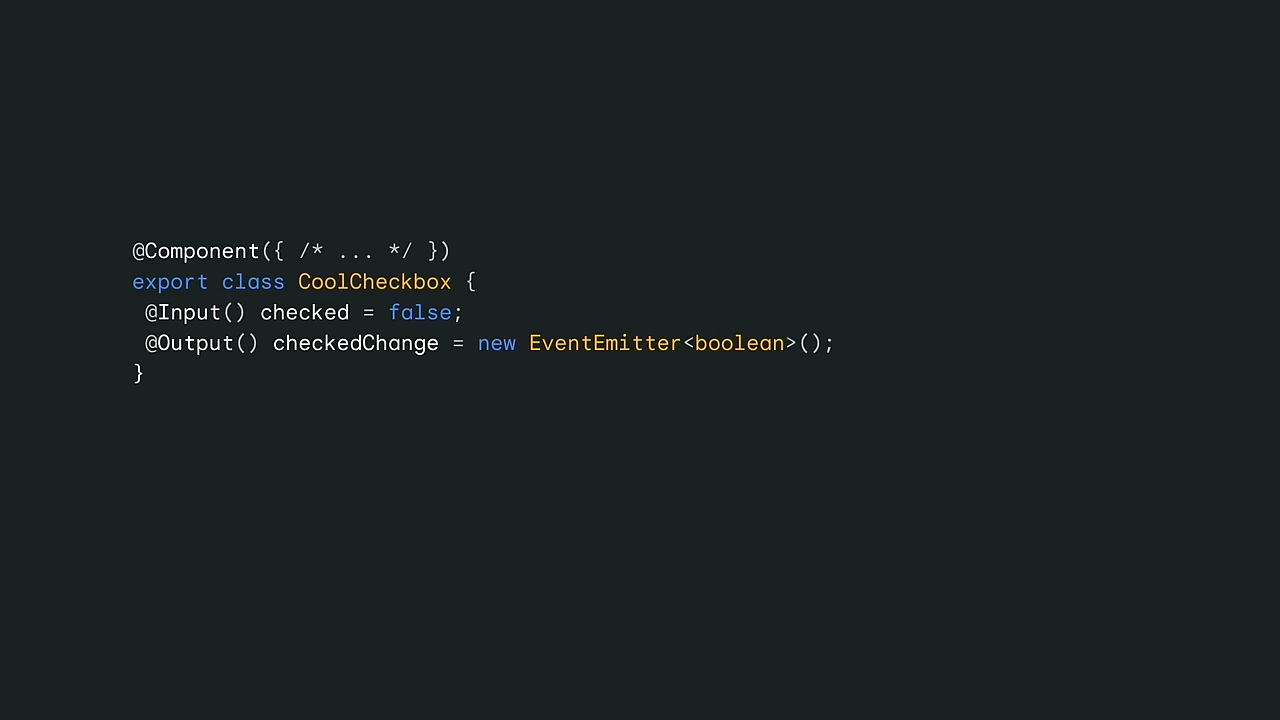 @Component({ /* ... */ })
export class CoolCheckbox {
 @Input() checked = false;
 @Output() checkedChange = new EventEmitter<boolean>();
}